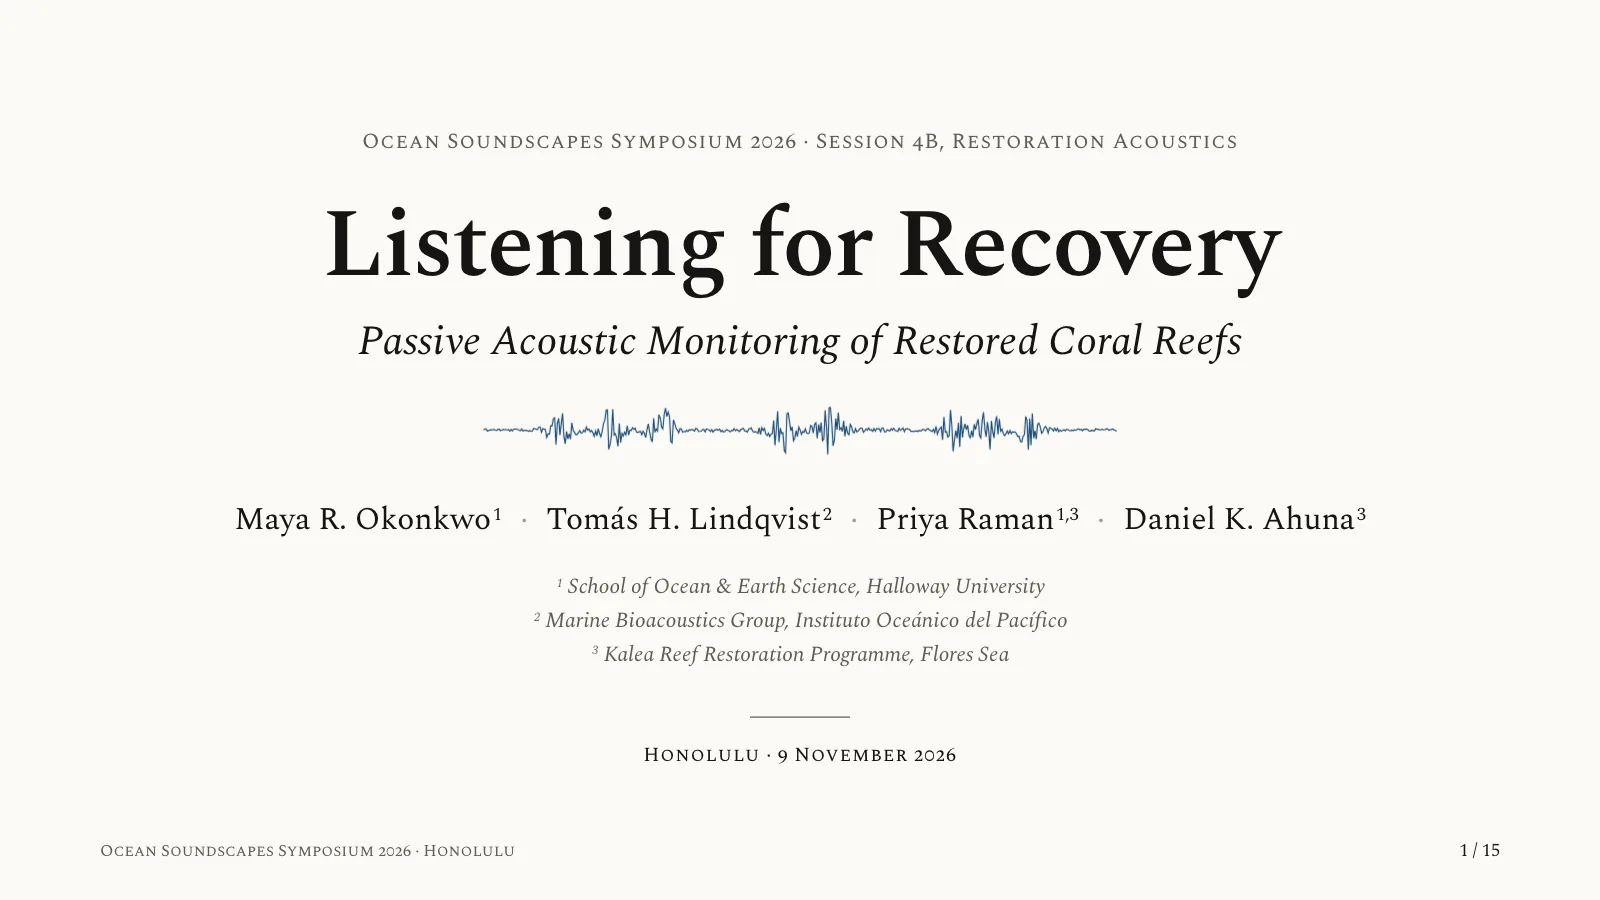 Ocean Soundscapes Symposium 2026 · Session 4B, Restoration Acoustics
Listening for Recovery
Passive Acoustic Monitoring of Restored Coral Reefs
Maya R. Okonkwo¹ · Tomás H. Lindqvist² · Priya Raman¹,³ · Daniel K. Ahuna³
¹ School of Ocean & Earth Science, Halloway University
² Marine Bioacoustics Group, Instituto Oceánico del Pacífico
³ Kalea Reef Restoration Programme, Flores Sea
Honolulu · 9 November 2026
Ocean Soundscapes Symposium 2026 · Honolulu
1 / 15